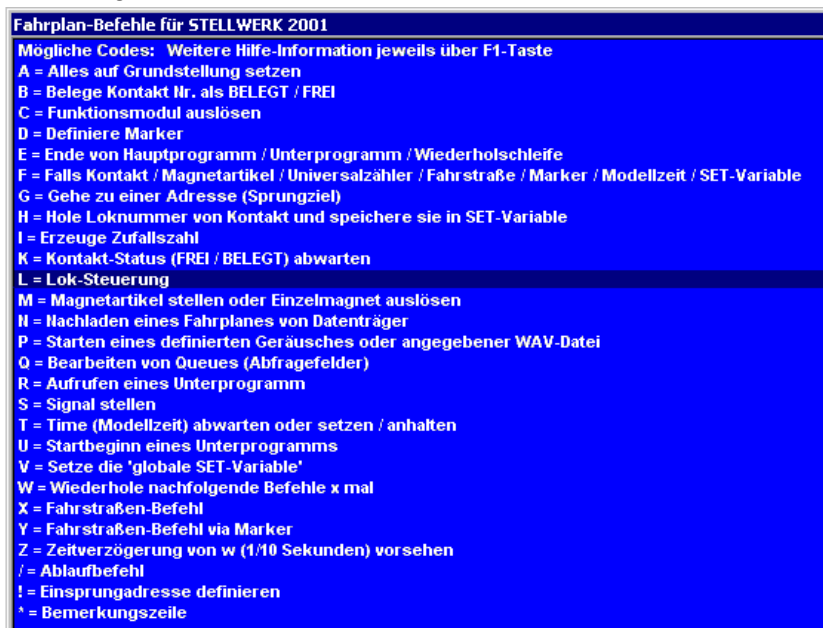 Fahrplan-Befehle für STELLWERK 2001
Mögliche Codes:  Weitere Hilfe-Information jeweils über F1-Taste
A = Alles auf Grundstellung setzen
B = Belege Kontakt Nr. als BELEGT / FREI
C = Funktionsmodul auslösen
D = Definiere Marker
E = Ende von Hauptprogramm / Unterprogramm / Wiederholschleife
F = Falls Kontakt / Magnetartikel / Universalzähler / Fahrstraße / Marker / Modellzeit / SET-Variable
G = Gehe zu einer Adresse (Sprungziel)
H = Hole Loknummer von Kontakt und speichere sie in SET-Variable
I = Erzeuge Zufallszahl
K = Kontakt-Status (FREI / BELEGT) abwarten
L = Lok-Steuerung
M = Magnetartikel stellen oder Einzelmagnet auslösen
N = Nachladen eines Fahrplanes von Datenträger
P = Starten eines definierten Geräusches oder angegebener WAV-Datei
Q = Bearbeiten von Queues (Abfragefelder)
R = Aufrufen eines Unterprogramm
S = Signal stellen
T = Time (Modellzeit) abwarten oder setzen / anhalten
U = Startbeginn eines Unterprogramms
V = Setze die 'globale SET-Variable'
W = Wiederhole nachfolgende Befehle x mal
X = Fahrstraßen-Befehl
Y = Fahrstraßen-Befehl via Marker
Z = Zeitverzögerung von w (1/10 Sekunden) vorsehen
/ = Ablaufbefehl
! = Einsprungadresse definieren
* = Bemerkungszeile